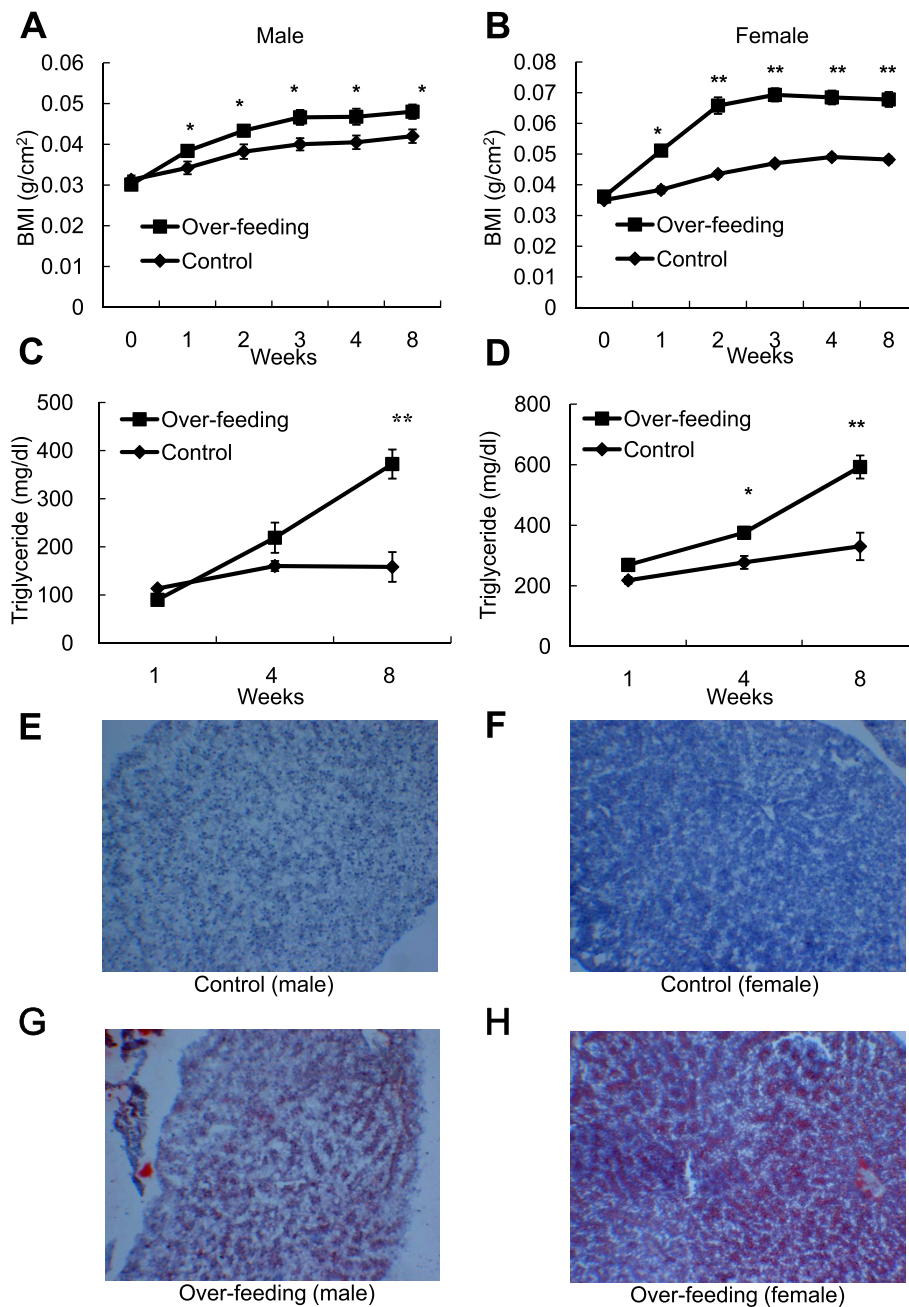 A
Male
0.06
0.05
0.04
0.03
0.02
0.01
0
BMI (g/cm²)
* * * * *
Over-feeding
Control
0 1 2 3 4 8
Weeks
B
Female
0.08
0.07
0.06
0.05
0.04
0.03
0.02
0.01
0
BMI (g/cm²)
* ** ** ** **
Over-feeding
Control
0 1 2 3 4 8
Weeks
C
500
400
300
200
100
0
Triglyceride (mg/dl)
Over-feeding
Control
**
1 4 8
Weeks
D
800
600
400
200
0
Triglyceride (mg/dl)
Over-feeding
Control
* **
1 4 8
Weeks
E
Control (male)
F
Control (female)
G
Over-feeding (male)
H
Over-feeding (female)